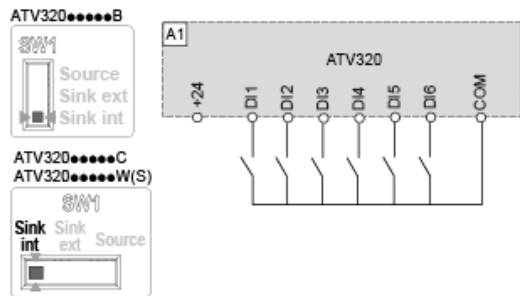 ATV320●●●●●B
SW1
Source
Sink ext
Sink int
A1
ATV320
+24
DI1
DI2
DI3
DI4
DI5
DI6
COM
ATV320●●●●●C
ATV320●●●●●W(S)
SW1
Sink int
Sink ext
Source